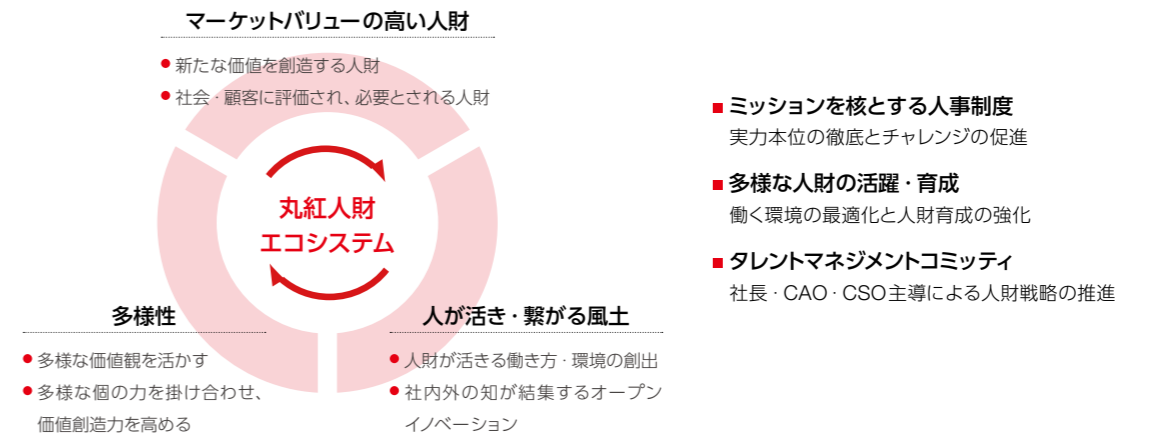 マーケットバリューの高い人財
● 新たな価値を創造する人財
● 社会・顧客に評価され、必要とされる人財
丸紅人財
エコシステム
多様性
● 多様な価値観を活かす
● 多様な個の力を掛け合わせ、
価値創造力を高める
人が活き・繋がる風土
● 人財が活きる働き方・環境の創出
● 社内外の知が結集するオープン
イノベーション
■ ミッションを核とする人事制度
実力本位の徹底とチャレンジの促進
■ 多様な人財の活躍・育成
働く環境の最適化と人財育成の強化
■ タレントマネジメントコミッティ
社長・CAO・CSO主導による人財戦略の推進